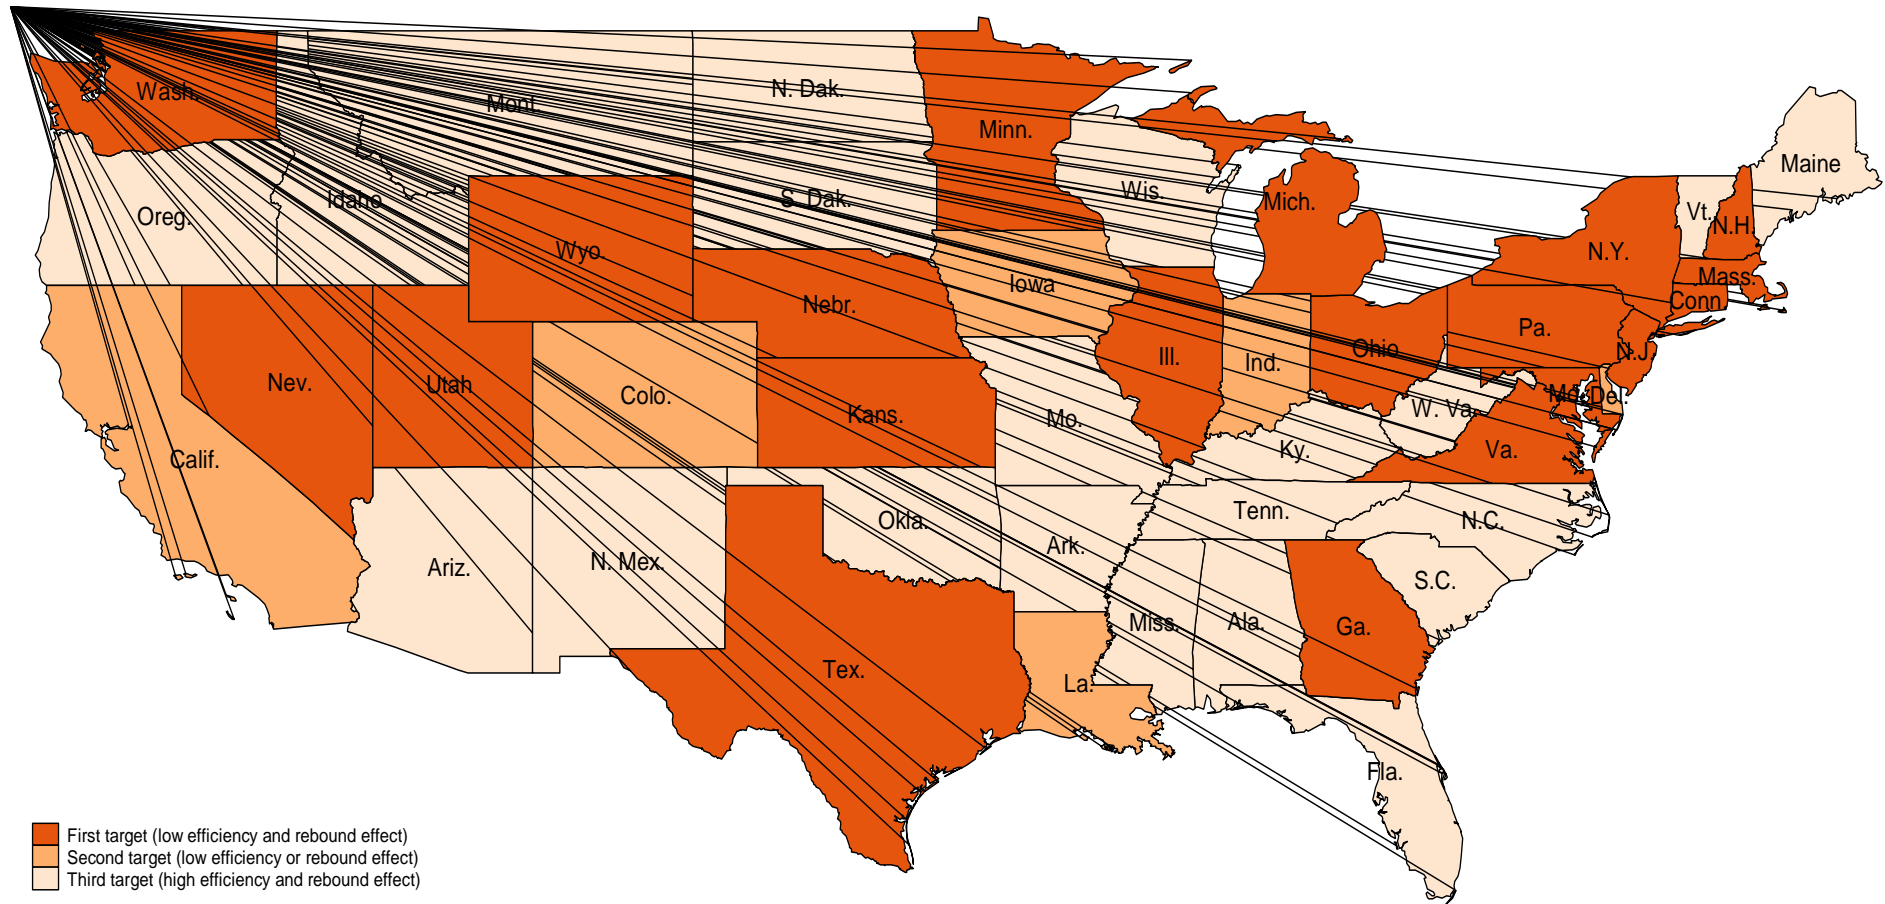 Wash.
Mont.
N. Dak.
Minn.
Maine
Oreg.
Idaho
S. Dak.
Wis.
Mich.
Vt.
N.H.
Wyo.
N.Y.
Mass.
Iowa
Conn.
Nebr.
Pa.
Nev.
Utah
Colo.
Ill.
Ind.
Ohio
N.J.
Kans.
Mo.
W. Va.
Md.
Del.
Calif.
Ky.
Va.
Ariz.
N. Mex.
Okla.
Ark.
Tenn.
N.C.
S.C.
Tex.
La.
Miss.
Ala.
Ga.
Fla.
First target (low efficiency and rebound effect)
Second target (low efficiency or rebound effect)
Third target (high efficiency and rebound effect)